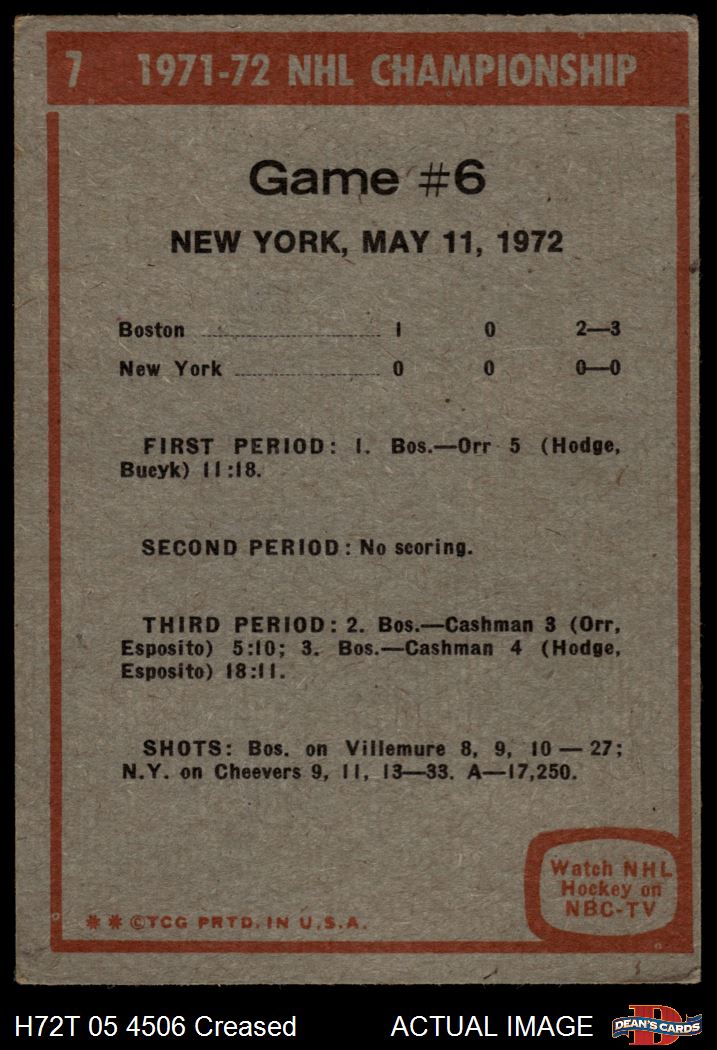 7 1971-72 NHL CHAMPIONSHIP
Game #6
NEW YORK, MAY 11, 1972
Boston ........................ 1 0 2—3
New York .................... 0 0 0—0
FIRST PERIOD: 1. Bos.—Orr 5 (Hodge,
Bucyk) 11:18.
SECOND PERIOD: No scoring.
THIRD PERIOD: 2. Bos.—Cashman 3 (Orr,
Esposito) 5:10; 3. Bos.—Cashman 4 (Hodge,
Esposito) 18:11.
SHOTS: Bos. on Villemure 8, 9, 10 — 27;
N.Y. on Cheevers 9, 11, 13—33. A—17,250.
Watch NHL
Hockey on
NBC-TV
* * ©TCG PRTD. IN U.S.A.
H72T 05 4506 Creased ACTUAL IMAGE D DEAN'S CARDS